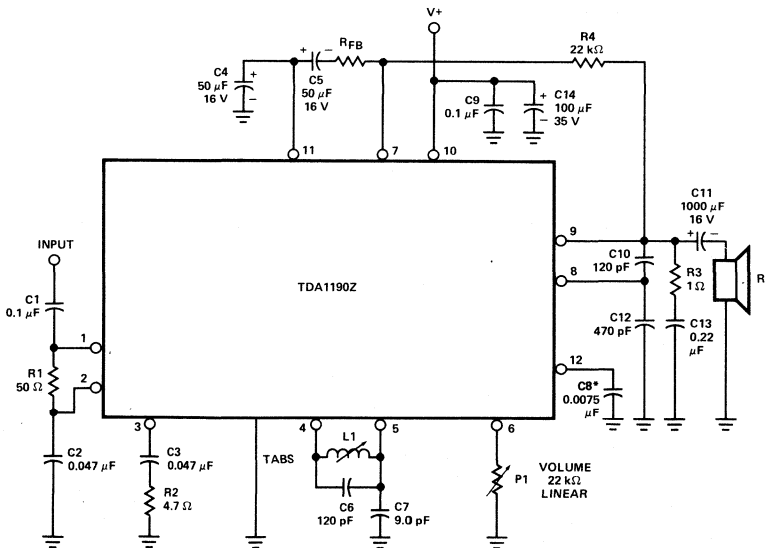 V+
R4
22 kΩ
RFB
C4
50 μF
16 V
+
−
+ −
C5
50 μF
16 V
C9
0.1 μF
+
−
C14
100 μF
35 V
11
7
10
C11
1000 μF
16 V
+ −
9
C10
120 pF
R3
1 Ω
R
INPUT
TDA1190Z
8
C1
0.1 μF
C12
470 pF
C13
0.22
μF
1
12
R1
50 Ω
2
C8*
0.0075
μF
3
4
5
6
L1
C2
0.047 μF
C3
0.047 μF
TABS
P1
VOLUME
22 kΩ
LINEAR
R2
4.7 Ω
C6
120 pF
C7
9.0 pF